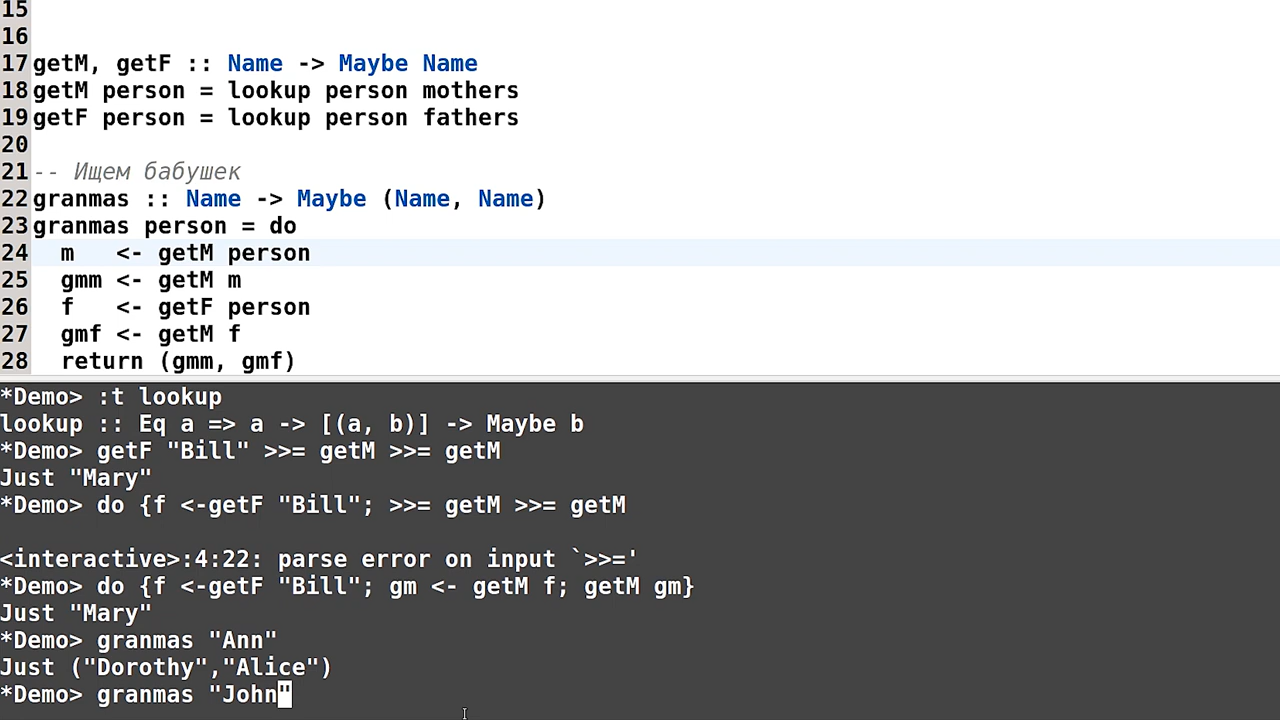 15
16
17 getM, getF :: Name -> Maybe Name
18 getM person = lookup person mothers
19 getF person = lookup person fathers
20
21 -- Ищем бабушек
22 granmas :: Name -> Maybe (Name, Name)
23 granmas person = do
24   m   <- getM person
25   gmm <- getM m
26   f   <- getF person
27   gmf <- getM f
28   return (gmm, gmf)
*Demo> :t lookup
lookup :: Eq a => a -> [(a, b)] -> Maybe b
*Demo> getF "Bill" >>= getM >>= getM
Just "Mary"
*Demo> do {f <-getF "Bill"; >>= getM >>= getM
<interactive>:4:22: parse error on input `>>='
*Demo> do {f <-getF "Bill"; gm <- getM f; getM gm}
Just "Mary"
*Demo> granmas "Ann"
Just ("Dorothy","Alice")
*Demo> granmas "John"